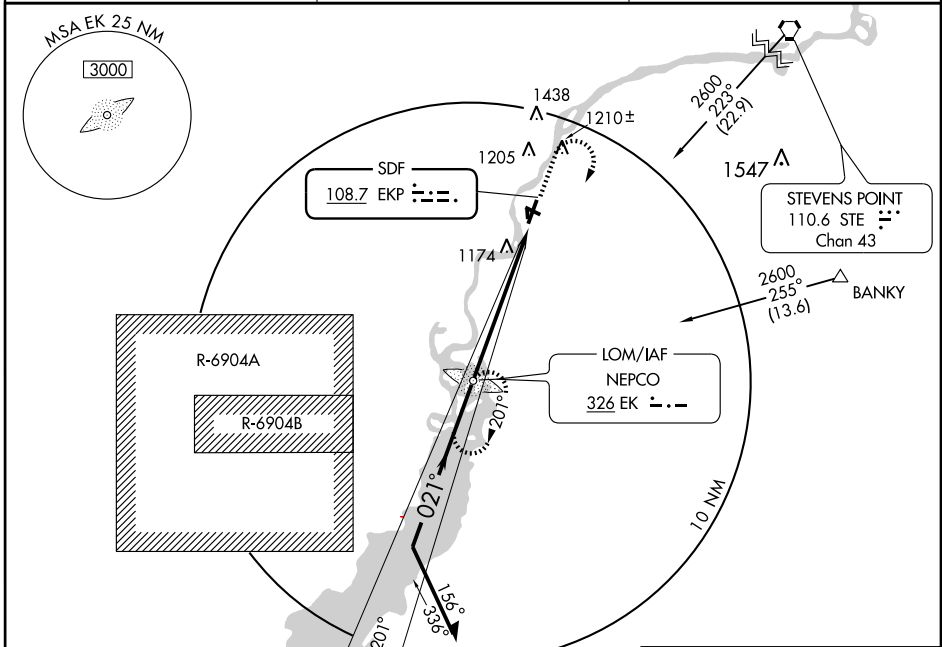 MSA EK 25 NM
3000
1438
1210±
1205
SDF
108.7 EKP
1174
2600
223°
(22.9)
1547
STEVENS POINT
110.6 STE
Chan 43
2600
255°
(13.6)
BANKY
R-6904A
R-6904B
LOM/IAF
NEPCO
326 EK
201°
021°
10 NM
156°
336°
201°